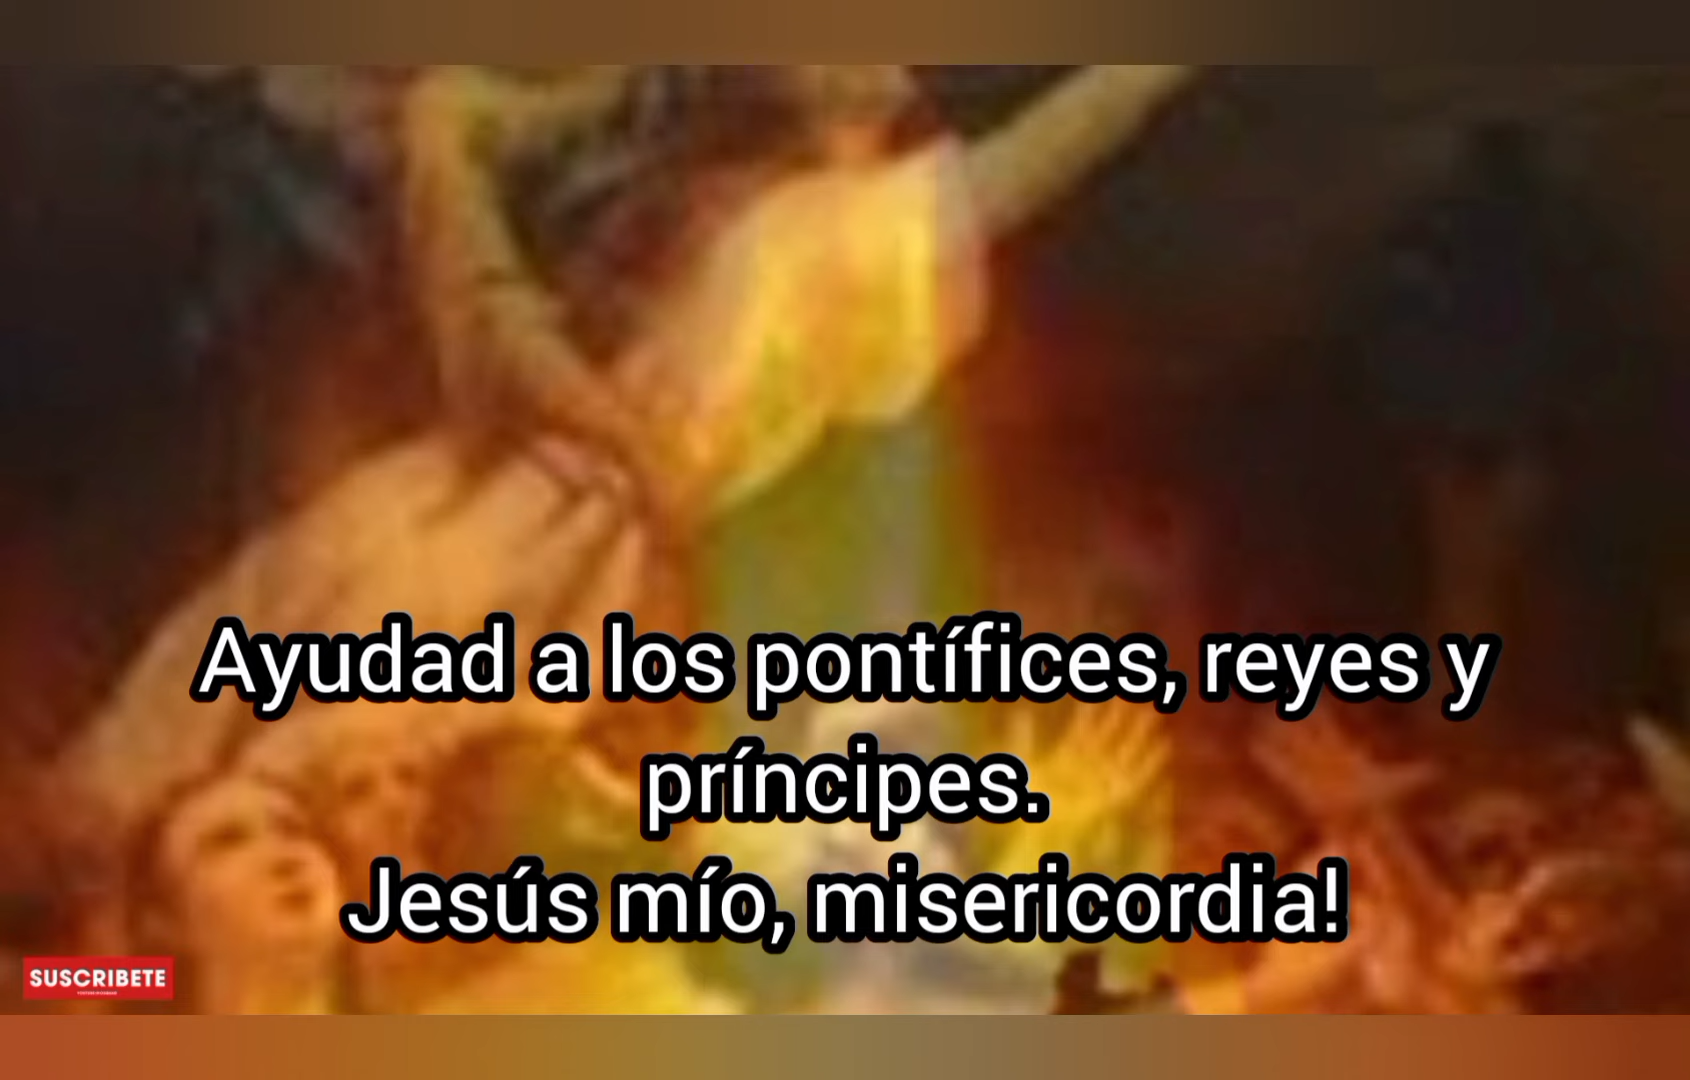 Ayudad a los pontífices, reyes y
príncipes.
Jesús mío, misericordia!
SUSCRIBETE